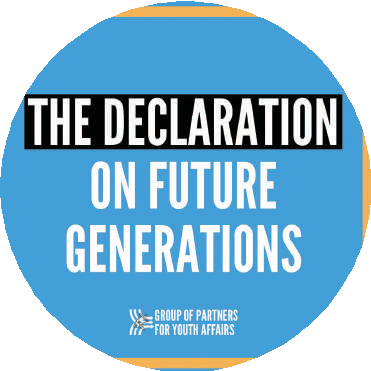 THE DECLARATION
ON FUTURE
GENERATIONS
GROUP OF PARTNERS
FOR YOUTH AFFAIRS